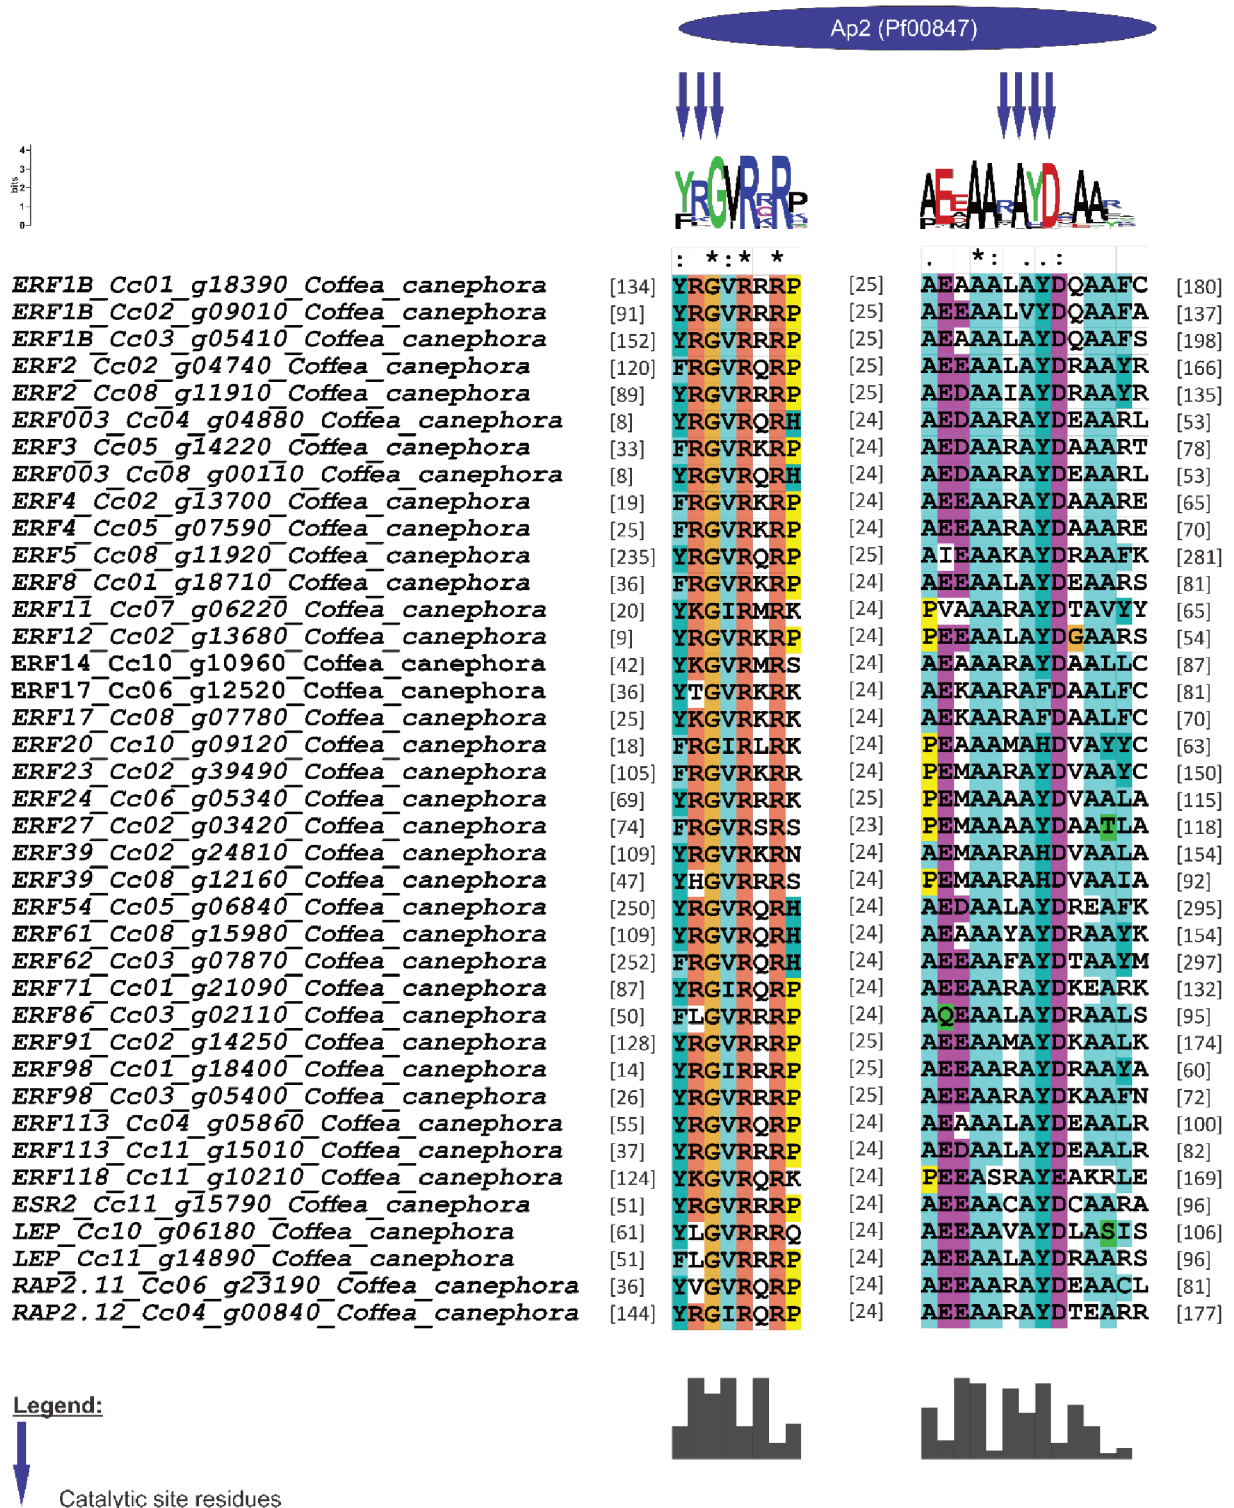 Ap2 (Pf00847)
4
3
2
1
0
bits
: *:* * . *: ..:
ERF1B_Cc01_g18390_Coffea_canephora [134] YRGVRRRP [25] AEAAALAYDQAAFC [180]
ERF1B_Cc02_g09010_Coffea_canephora [91] YRGVRRRP [25] AEEAALVYDQAAFA [137]
ERF1B_Cc03_g05410_Coffea_canephora [152] YRGVRRRP [25] AEAAALAYDQAAFS [198]
ERF2_Cc02_g04740_Coffea_canephora [120] FRGVRQRP [25] AEEAALAYDRAAYR [166]
ERF2_Cc08_g11910_Coffea_canephora [89] YRGVRRRP [25] AEDAAIAYDRAAYR [135]
ERF003_Cc04_g04880_Coffea_canephora [8] YRGVRQRH [24] AEDAARAYDEAARL [53]
ERF3_Cc05_g14220_Coffea_canephora [33] FRGVRKRP [24] AEDAARAYDAAART [78]
ERF003_Cc08_g00110_Coffea_canephora [8] YRGVRQRH [24] AEDAARAYDEAARL [53]
ERF4_Cc02_g13700_Coffea_canephora [19] FRGVRKRP [24] AEEAARAYDAAARE [65]
ERF4_Cc05_g07590_Coffea_canephora [25] FRGVRKRP [24] AEEAARAYDAAARE [70]
ERF5_Cc08_g11920_Coffea_canephora [235] YRGVRQRP [25] AIEAAKAYDRAAFK [281]
ERF8_Cc01_g18710_Coffea_canephora [36] FRGVRKRP [24] AEEAALAYDEAARS [81]
ERF11_Cc07_g06220_Coffea_canephora [20] YKGIRMRK [24] PVAAARAYDTAVYY [65]
ERF12_Cc02_g13680_Coffea_canephora [9] YRGVRKRP [24] PEEAALAYDGAARS [54]
ERF14_Cc10_g10960_Coffea_canephora [42] YKGVRMRS [24] AEAAARAYDAALLC [87]
ERF17_Cc06_g12520_Coffea_canephora [36] YTGVRKRK [24] AEKAARAFDAALFC [81]
ERF17_Cc08_g07780_Coffea_canephora [25] YKGVRKRK [24] AEKAARAFDAALFC [70]
ERF20_Cc10_g09120_Coffea_canephora [18] FRGIRLRK [24] PEAAAMAHDVAYYC [63]
ERF23_Cc02_g39490_Coffea_canephora [105] FRGVRKRR [24] PEMAARAYDVAAYC [150]
ERF24_Cc06_g05340_Coffea_canephora [69] YRGVRRRK [25] PEMAAAAYDVAALA [115]
ERF27_Cc02_g03420_Coffea_canephora [74] FRGVRSRS [23] PEMAAAAYDAATLA [118]
ERF39_Cc02_g24810_Coffea_canephora [109] YRGVRKRN [24] AEMAARAHDVAALA [154]
ERF39_Cc08_g12160_Coffea_canephora [47] YHGVRRRS [24] PEMAARAHDVAAIA [92]
ERF54_Cc05_g06840_Coffea_canephora [250] YRGVRQRH [24] AEDAALAYDREAFK [295]
ERF61_Cc08_g15980_Coffea_canephora [109] YRGVRQRH [24] AEAAAYAYDRAAYK [154]
ERF62_Cc03_g07870_Coffea_canephora [252] FRGVRQRH [24] AEEAAFAYDTAAYM [297]
ERF71_Cc01_g21090_Coffea_canephora [87] YRGIRQRP [24] AEEAARAYDKEARK [132]
ERF86_Cc03_g02110_Coffea_canephora [50] FLGVRRRP [24] AQEAALAYDRAALS [95]
ERF91_Cc02_g14250_Coffea_canephora [128] YRGVRRRP [25] AEEAAMAYDKAALK [174]
ERF98_Cc01_g18400_Coffea_canephora [14] YRGIRRRP [25] AEEAARAYDRAAYA [60]
ERF98_Cc03_g05400_Coffea_canephora [26] YRGVRRRP [25] AEEAARAYDKAAFN [72]
ERF113_Cc04_g05860_Coffea_canephora [55] YRGVRQRP [24] AEAAALAYDEAALR [100]
ERF113_Cc11_g15010_Coffea_canephora [37] YRGVRRRP [24] AEDAALAYDEAALR [82]
ERF118_Cc11_g10210_Coffea_canephora [124] YKGVRQRK [24] PEEASRAYEAKRLE [169]
ESR2_Cc11_g15790_Coffea_canephora [51] YRGVRRRP [24] AEEAACAYDCAARA [96]
LEP_Cc10_g06180_Coffea_canephora [61] YLGVRRRQ [24] AEEAAVAYDLASIS [106]
LEP_Cc11_g14890_Coffea_canephora [51] FLGVRRRP [24] AEEAALAYDRAARS [96]
RAP2.11_Cc06_g23190_Coffea_canephora [36] YVGVRQRP [24] AEEAARAYDEAACL [81]
RAP2.12_Cc04_g00840_Coffea_canephora [144] YRGIRQRP [24] AEEAARAYDTEARR [177]
Legend:
Catalytic site residues